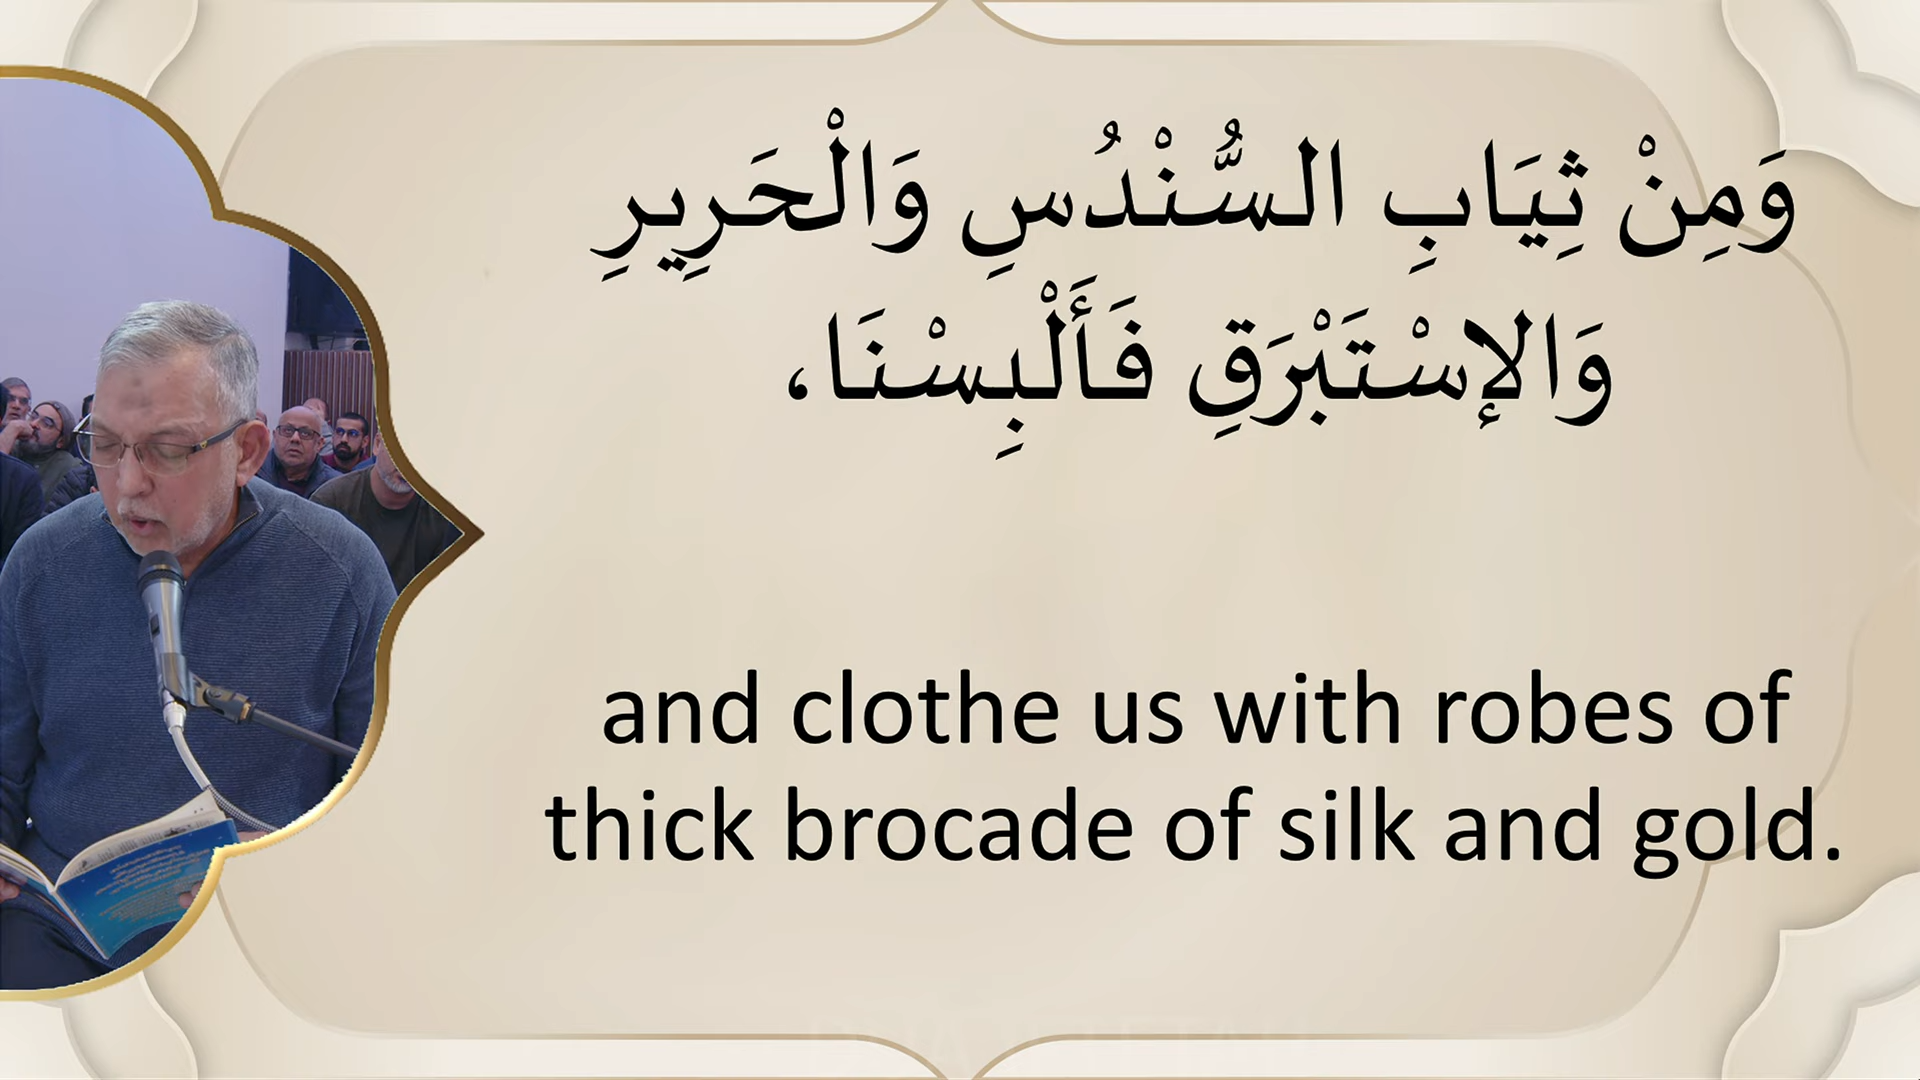 وَمِنْ ثِيَابِ السُّنْدُسِ وَالْحَرِيرِ
وَالإِسْتَبْرَقِ فَأَلْبِسْنَا،
and clothe us with robes of
thick brocade of silk and gold.